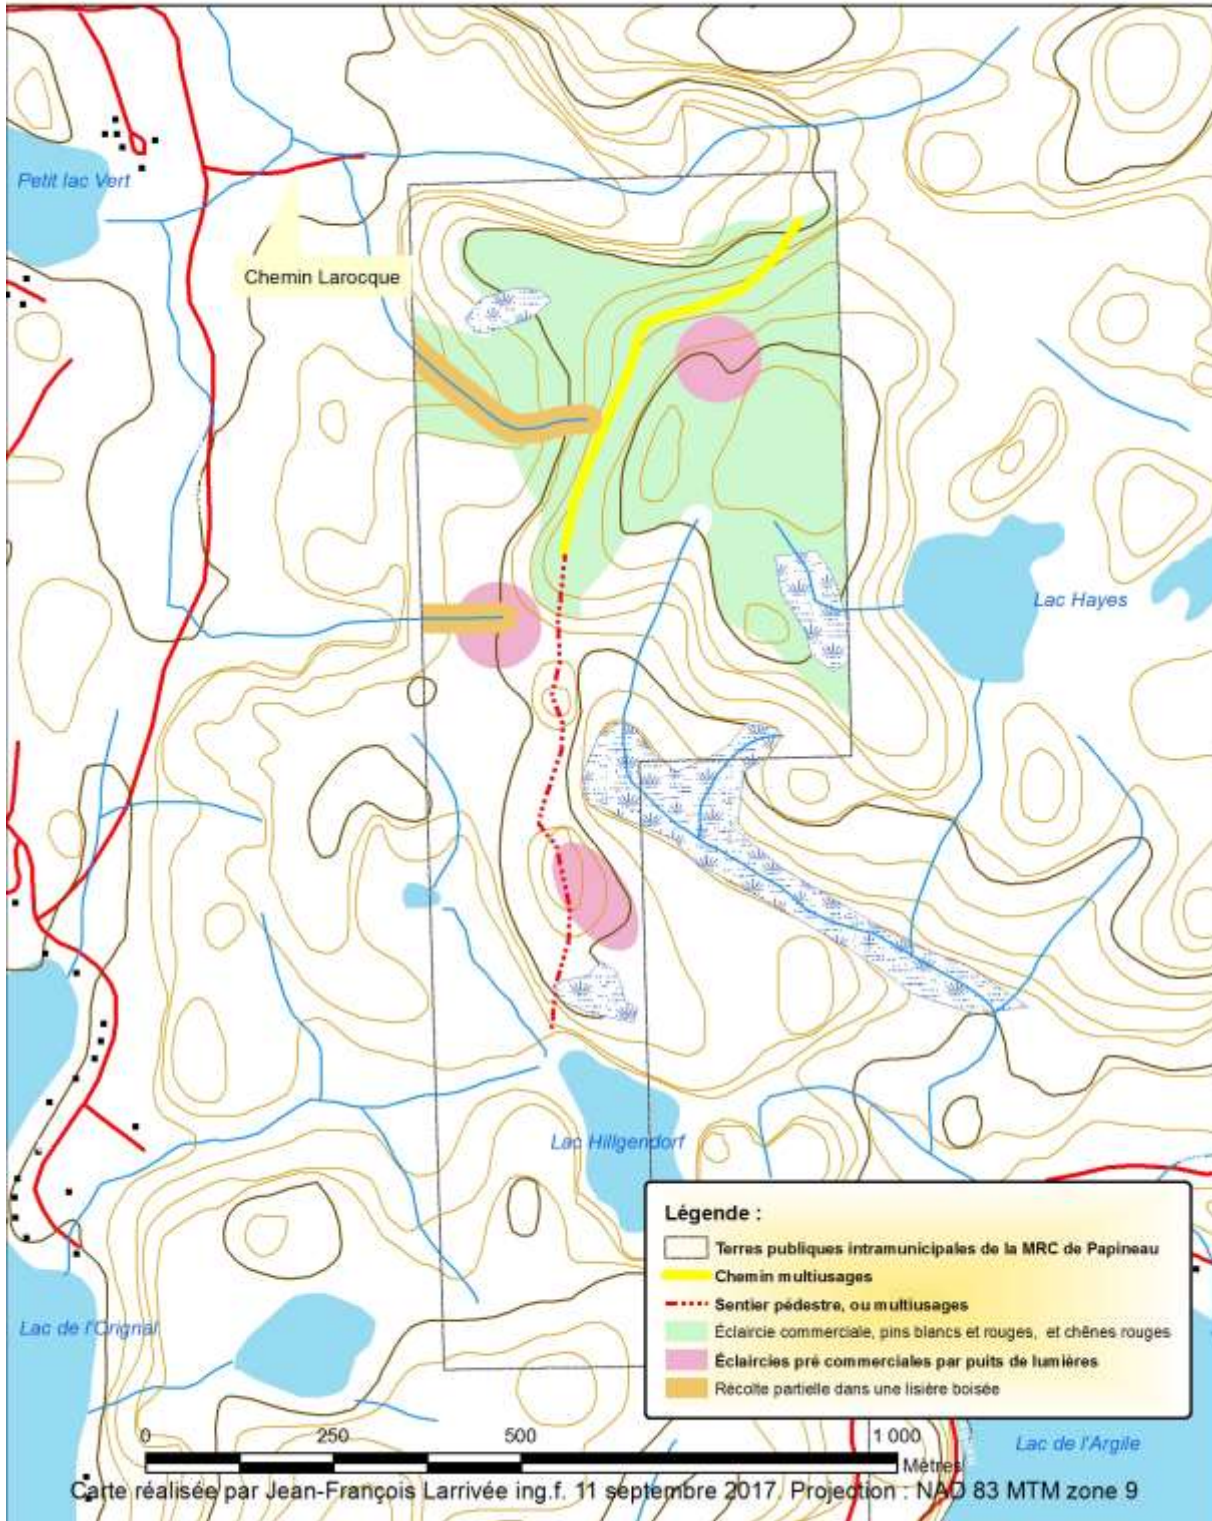 Petit lac Vert
Chemin Larocque
Lac Hayes
Lac Hillgendorf
Légende :
Terres publiques intramunicipales de la MRC de Papineau
Chemin multiusages
Sentier pédestre, ou multiusages
Éclaircie commerciale, pins blancs et rouges, et chênes rouges
Éclaircies pré commerciales par puits de lumières
Récolte partielle dans une lisière boisée
Lac de l'Orignal
Lac de l'Argile
0 250 500 1 000
Mètres
Carte réalisée par Jean-François Larrivée ing.f. 11 septembre 2017. Projection : NAD 83 MTM zone 9